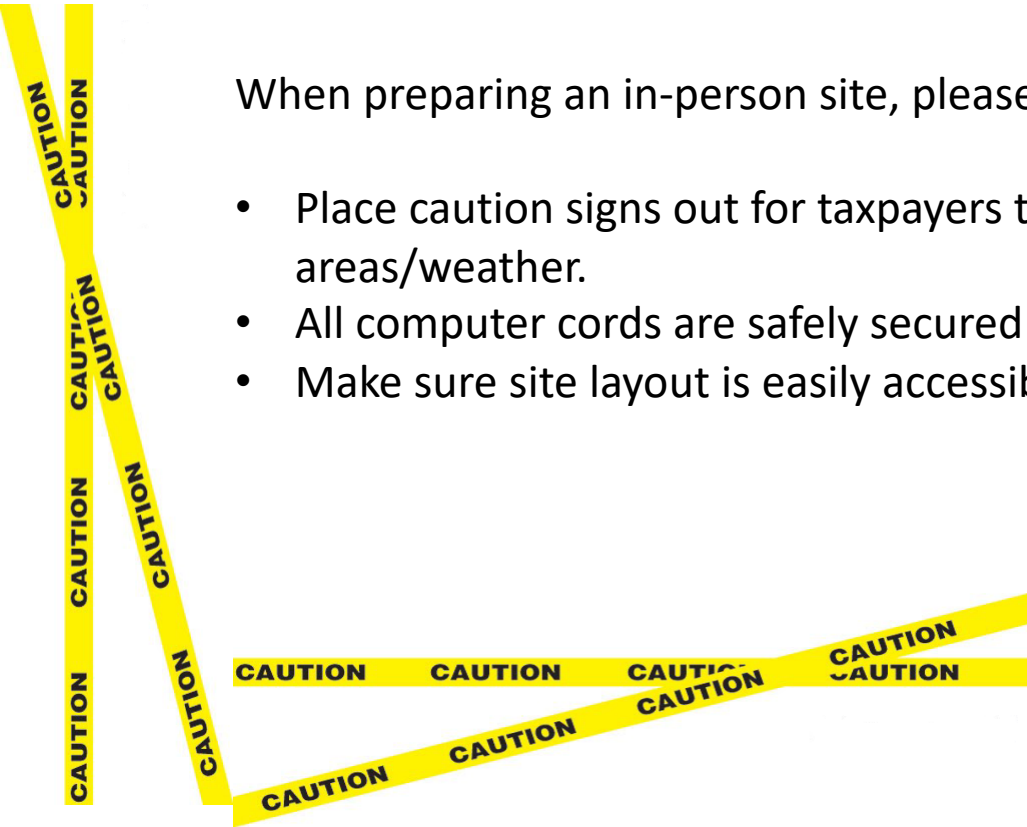 When preparing an in-person site, please
• Place caution signs out for taxpayers
areas/weather.
• All computer cords are safely secured
• Make sure site layout is easily
CAUTION
CAUTION
CAUTION
CAUTION
CAUTION
CAUTION
CAUTION
CAUTION
CAUTION CAUTION CAUTION CAUTION
CAUTION CAUTION CAUTION CAUTION